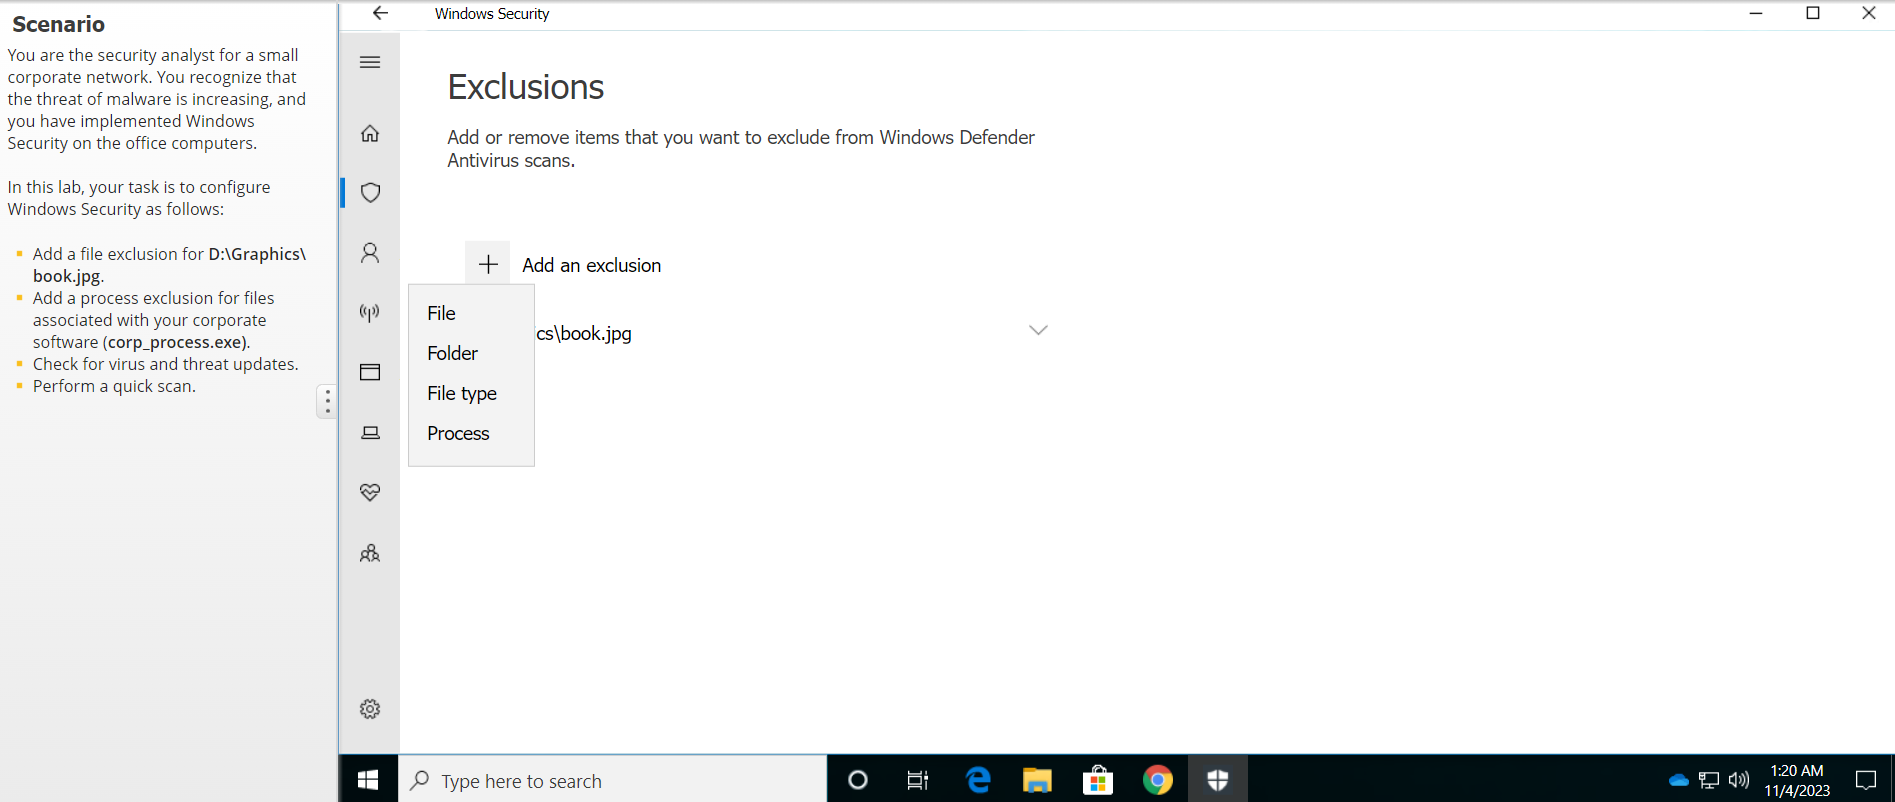 Scenario
You are the security analyst for a small
corporate network. You recognize that
the threat of malware is increasing, and
you have implemented Windows
Security on the office computers.
In this lab, your task is to configure
Windows Security as follows:
Add a file exclusion for D:\Graphics\
book.jpg.
Add a process exclusion for files
associated with your corporate
software (corp_process.exe).
Check for virus and threat updates.
Perform a quick scan.
Windows Security
Exclusions
Add or remove items that you want to exclude from Windows Defender
Antivirus scans.
Add an exclusion
File
cs\book.jpg
Folder
File type
Process
Type here to search
1:20 AM
11/4/2023